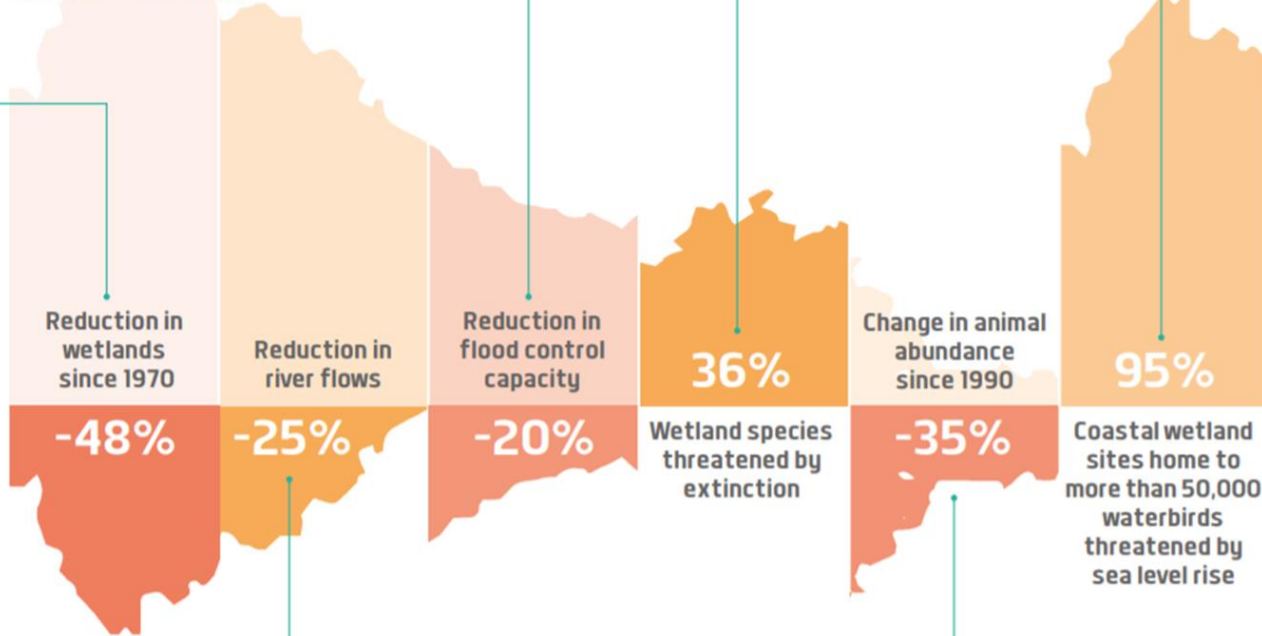 Reduction in
wetlands
since 1970
-48%
Reduction in
river flows
-25%
Reduction in
flood control
capacity
-20%
36%
Wetland species
threatened by
extinction
Change in animal
abundance
since 1990
-35%
95%
Coastal wetland
sites home to
more than 50,000
waterbirds
threatened by
sea level rise